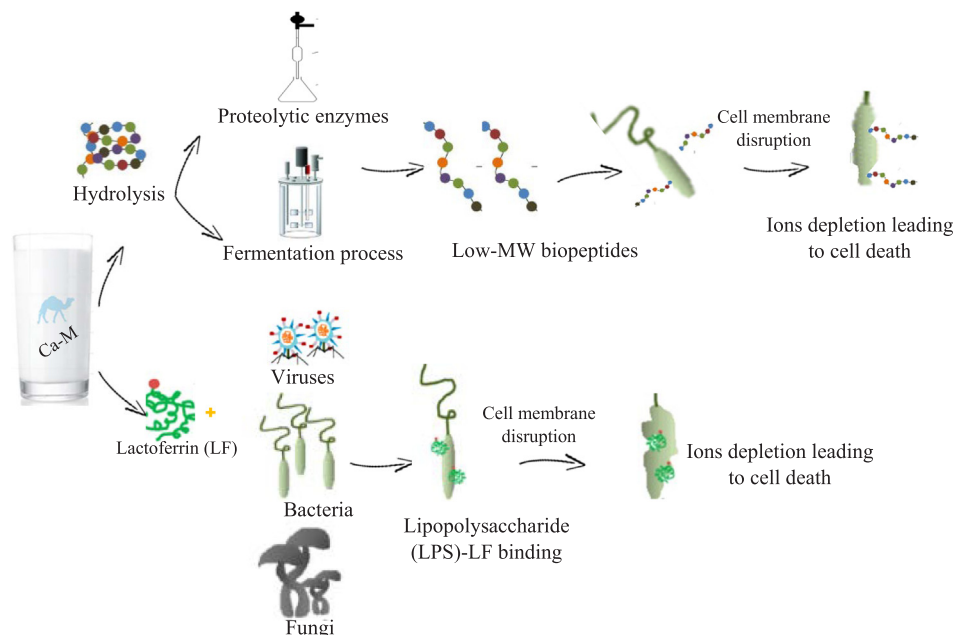 Proteolytic enzymes
Hydrolysis
Fermentation process
Low-MW biopeptides
Cell membrane
disruption
Ions depletion leading
to cell death
Ca-M
Lactoferrin (LF)
+
Viruses
Bacteria
Fungi
Lipopolysaccharide
(LPS)-LF binding
Cell membrane
disruption
Ions depletion leading
to cell death